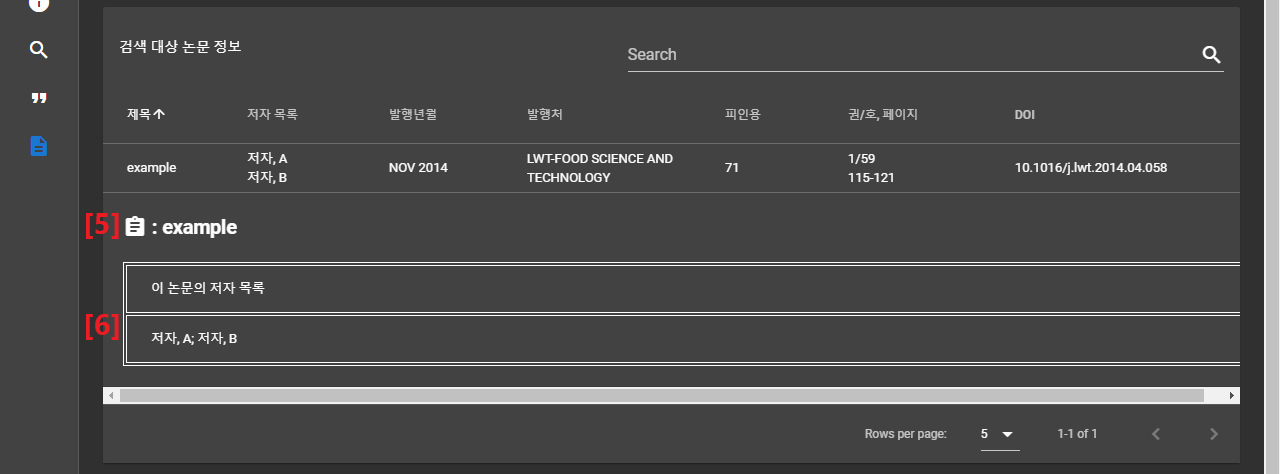 검색 대상 논문 정보
Search
제목 저자 목록 발행년월 발행처 피인용 권/호, 페이지 DOI
example 저자, A 저자, B NOV 2014 LWT-FOOD SCIENCE AND TECHNOLOGY 71 1/59 115-121 10.1016/j.lwt.2014.04.058
[5] : example
이 논문의 저자 목록
[6]
저자, A; 저자, B
Rows per page: 5 1-1 of 1